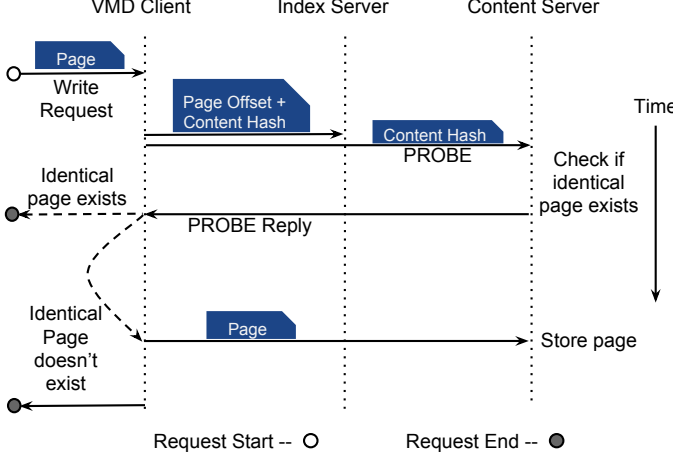 VMD Client
Index Server
Content Server
Page
Write
Request
Page Offset +
Content Hash
Content Hash
PROBE
Time
Check if
identical
page exists
Identical
page exists
PROBE Reply
Identical
Page
doesn't
exist
Page
Store page
Request Start --
Request End --